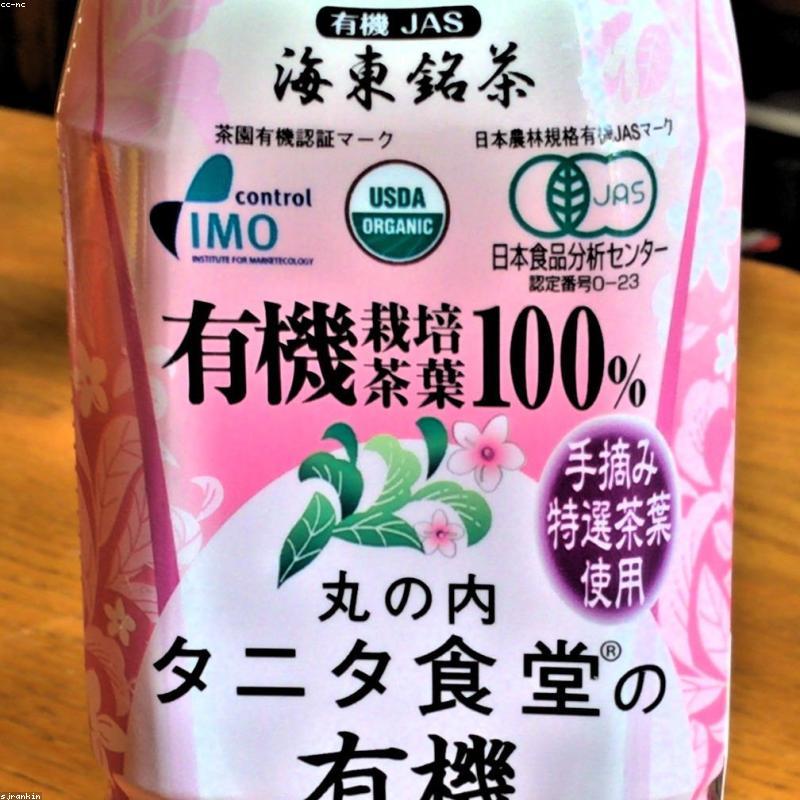 cc-nc
有機 JAS
海東銘茶
茶園有機認証マーク
日本農林規格有機JASマーク
control
IMO
INSTITUTE FOR MARKETECOLOGY
USDA
ORGANIC
JAS
日本食品分析センター
認定番号0-23
有機栽培茶葉100%
手摘み
特選茶葉
使用
丸の内
タニタ食堂®の
有機
sjrankin